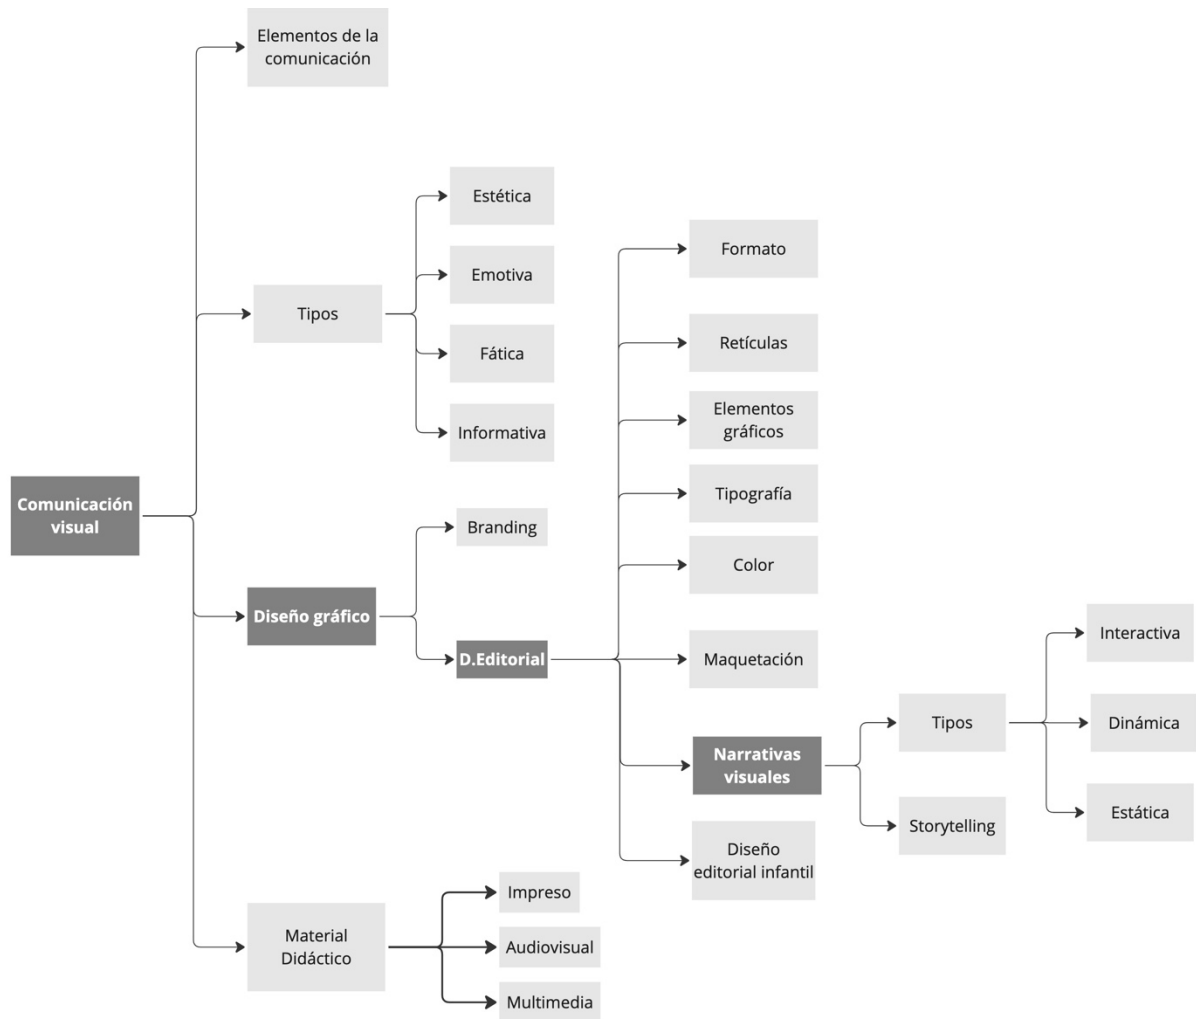 Elementos de la
comunicación
Tipos
Estética
Emotiva
Fática
Informativa
Comunicación
visual
Diseño gráfico
Branding
D.Editorial
Formato
Retículas
Elementos
gráficos
Tipografía
Color
Maquetación
Narrativas
visuales
Diseño
editorial infantil
Tipos
Storytelling
Interactiva
Dinámica
Estática
Material
Didáctico
Impreso
Audiovisual
Multimedia